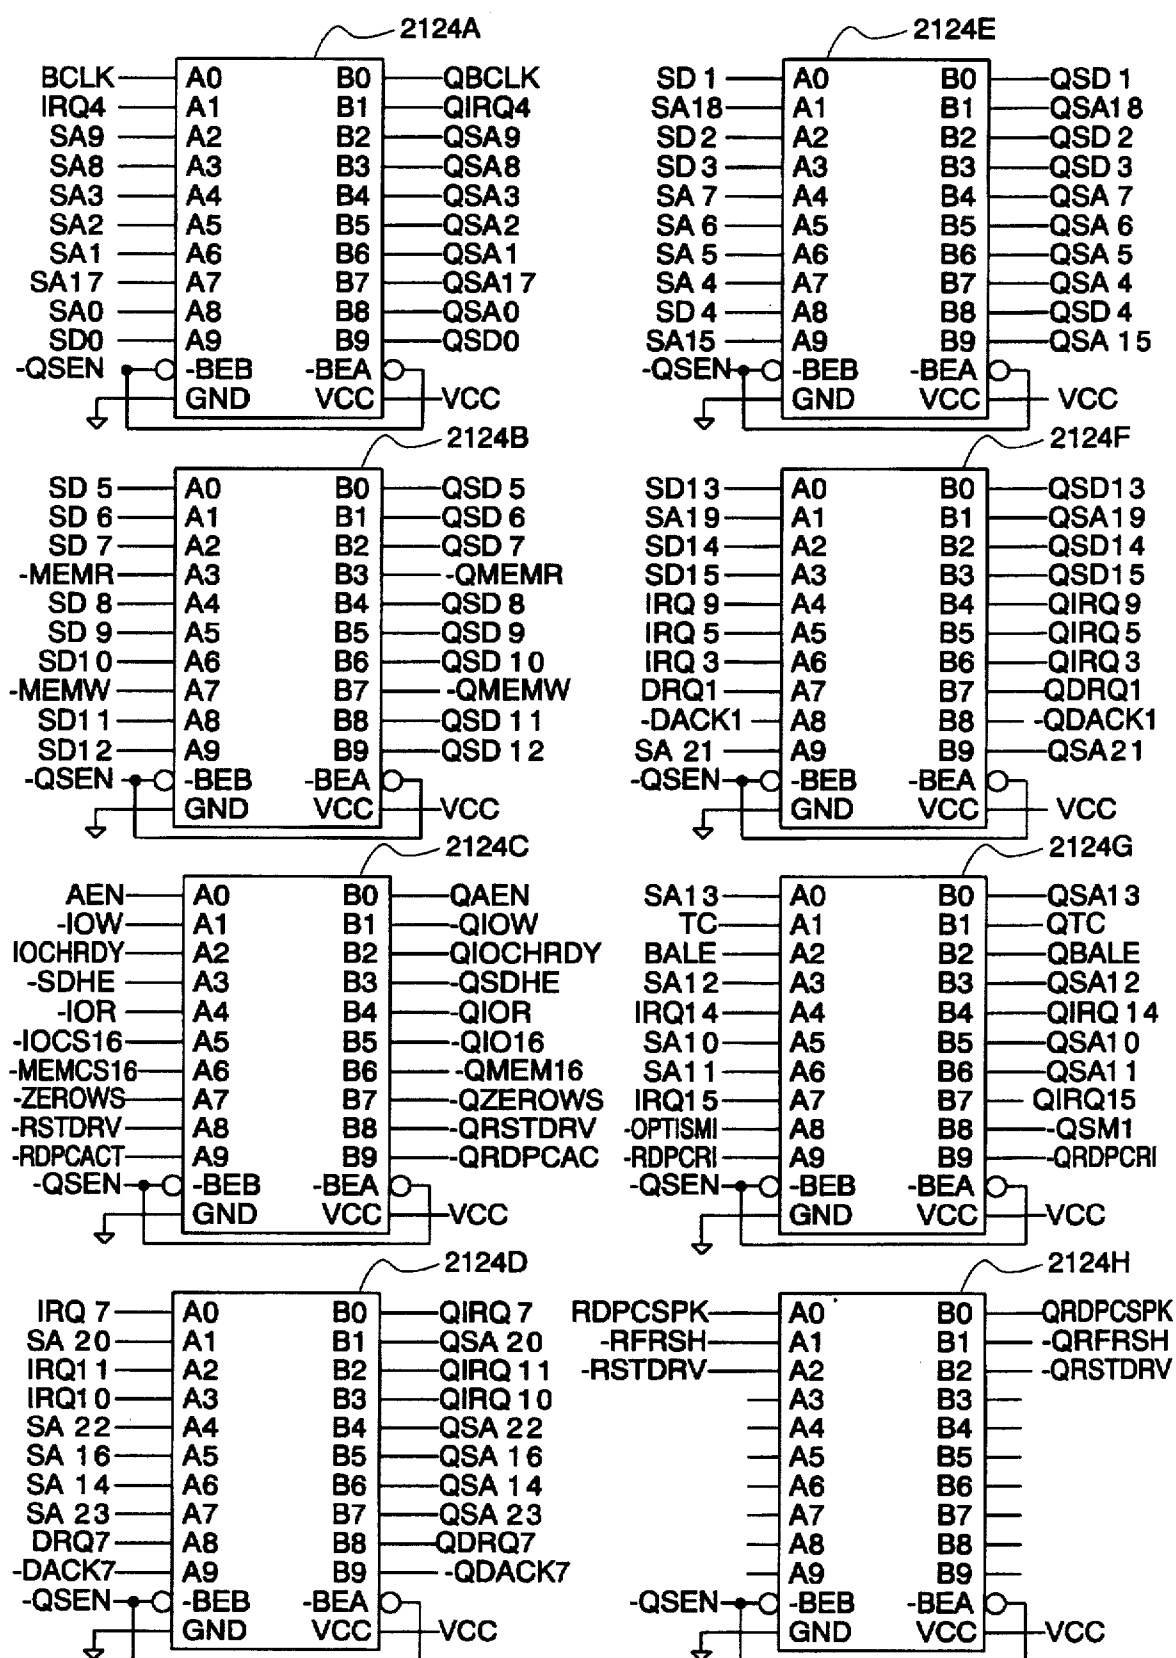 2124A
BCLK A0 B0 QBCLK
IRQ4 A1 B1 QIRQ4
SA9 A2 B2 QSA9
SA8 A3 B3 QSA8
SA3 A4 B4 QSA3
SA2 A5 B5 QSA2
SA1 A6 B6 QSA1
SA17 A7 B7 QSA17
SA0 A8 B8 QSA0
SD0 A9 B9 QSD0
-QSEN -BEB -BEA
GND VCC VCC
2124B
SD 5 A0 B0 QSD 5
SD 6 A1 B1 QSD 6
SD 7 A2 B2 QSD 7
-MEMR A3 B3 -QMEMR
SD 8 A4 B4 QSD 8
SD 9 A5 B5 QSD 9
SD10 A6 B6 QSD 10
-MEMW A7 B7 -QMEMW
SD11 A8 B8 QSD 11
SD12 A9 B9 QSD 12
-QSEN -BEB -BEA
GND VCC VCC
2124C
AEN A0 B0 QAEN
-IOW A1 B1 -QIOW
IOCHRDY A2 B2 QIOCHRDY
-SDHE A3 B3 -QSDHE
-IOR A4 B4 -QIOR
-IOCS16 A5 B5 -QIO16
-MEMCS16 A6 B6 -QMEM16
-ZEROWS A7 B7 -QZEROWS
-RSTDRV A8 B8 -QRSTDRV
-RDPCACT A9 B9 -QRDPCAC
-QSEN -BEB -BEA
GND VCC VCC
2124D
IRQ 7 A0 B0 QIRQ 7
SA 20 A1 B1 QSA 20
IRQ11 A2 B2 QIRQ 11
IRQ10 A3 B3 QIRQ 10
SA 22 A4 B4 QSA 22
SA 16 A5 B5 QSA 16
SA 14 A6 B6 QSA 14
SA 23 A7 B7 QSA 23
DRQ7 A8 B8 QDRQ7
-DACK7 A9 B9 -QDACK7
-QSEN -BEB -BEA
GND VCC VCC
2124E
SD 1 A0 B0 QSD 1
SA18 A1 B1 QSA18
SD 2 A2 B2 QSD 2
SD 3 A3 B3 QSD 3
SA 7 A4 B4 QSA 7
SA 6 A5 B5 QSA 6
SA 5 A6 B6 QSA 5
SA 4 A7 B7 QSA 4
SD 4 A8 B8 QSD 4
SA15 A9 B9 QSA 15
-QSEN -BEB -BEA
GND VCC VCC
2124F
SD13 A0 B0 QSD13
SA19 A1 B1 QSA19
SD14 A2 B2 QSD14
SD15 A3 B3 QSD15
IRQ 9 A4 B4 QIRQ 9
IRQ 5 A5 B5 QIRQ 5
IRQ 3 A6 B6 QIRQ 3
DRQ1 A7 B7 QDRQ1
-DACK1 A8 B8 -QDACK1
SA 21 A9 B9 QSA21
-QSEN -BEB -BEA
GND VCC VCC
2124G
SA13 A0 B0 QSA13
TC A1 B1 QTC
BALE A2 B2 QBALE
SA12 A3 B3 QSA12
IRQ14 A4 B4 QIRQ 14
SA10 A5 B5 QSA10
SA11 A6 B6 QSA11
IRQ15 A7 B7 QIRQ15
-OPTISMI A8 B8 -QSM1
-RDPCRI A9 B9 -QRDPCRI
-QSEN -BEB -BEA
GND VCC VCC
2124H
RDPCSPK A0 B0 QRDPCSPK
-RFRSH A1 B1 -QRFRSH
-RSTDRV A2 B2 -QRSTDRV
A3 B3
A4 B4
A5 B5
A6 B6
A7 B7
A8 B8
A9 B9
-QSEN -BEB -BEA
GND VCC VCC